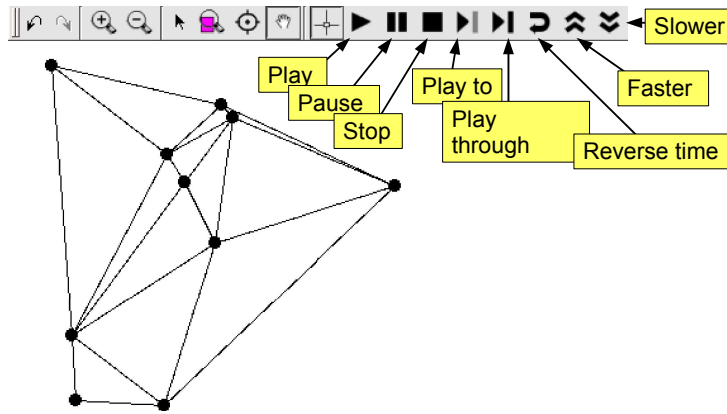 Slower
Play
Pause
Stop
Play to
Play
through
Faster
Reverse time